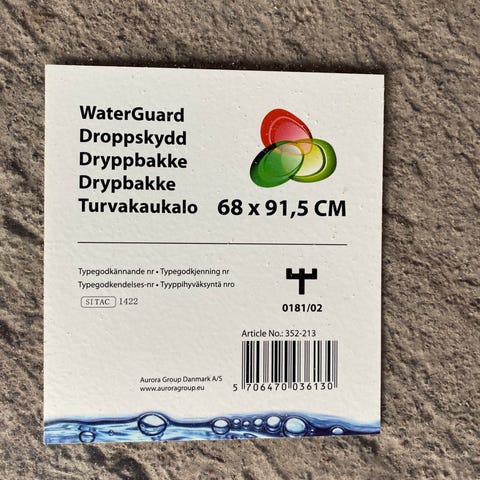 WaterGuard
Droppskydd
Dryppbakke
Drypbakke
Turvakaukalo 68 x 91,5 CM
Typegodkännande nr • Typegodkjenning nr
Typegodkendelses-nr • Tyyppihyväksyntä nro
SITAC 1422
0181/02
Article No.: 352-213
Aurora Group Danmark A/S
www.auroragroup.eu
5 706470 036130